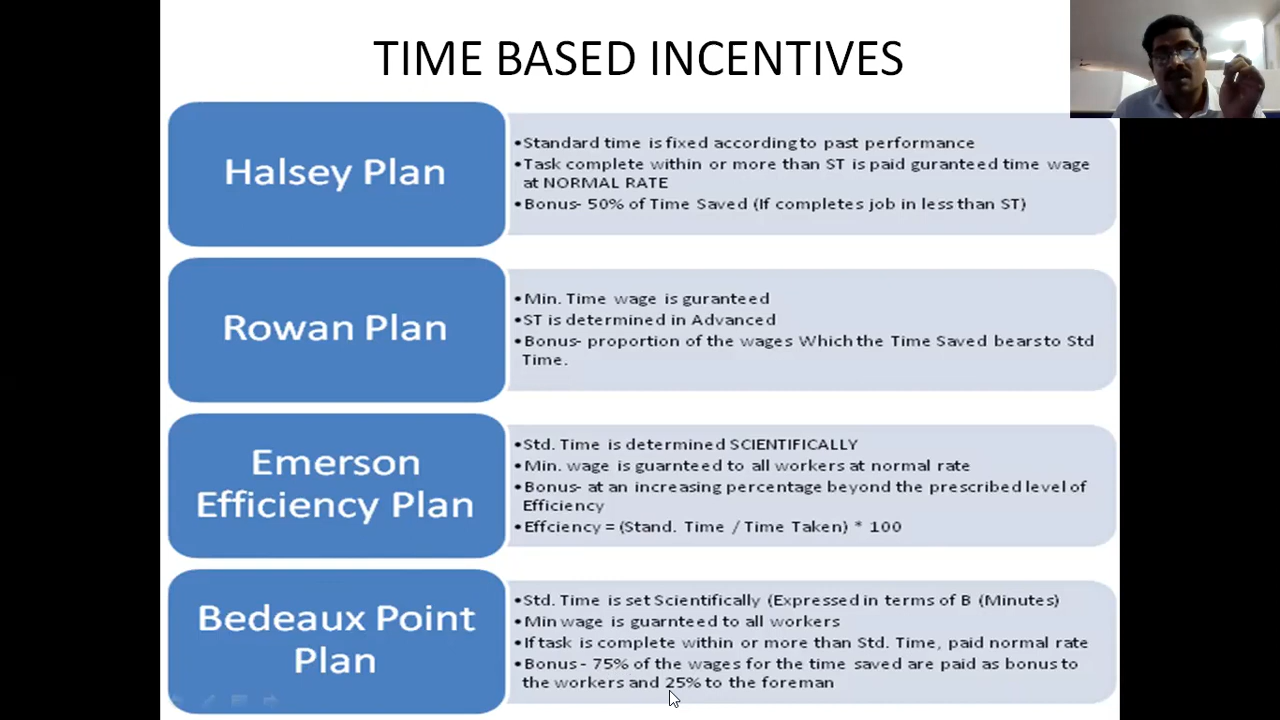 TIME BASED INCENTIVES
Halsey Plan
•Standard time is fixed according to past performance
•Task complete within or more than ST is paid guranteed time wage
at NORMAL RATE
•Bonus- 50% of Time Saved (If completes job in less than ST)
Rowan Plan
•Min. Time wage is guranteed
•ST is determined in Advanced
•Bonus- proportion of the wages Which the Time Saved bears to Std
Time.
Emerson
Efficiency Plan
•Std. Time is determined SCIENTIFICALLY
•Min. wage is guarnteed to all workers at normal rate
•Bonus- at an increasing percentage beyond the prescribed level of
Efficiency
•Effciency = (Stand. Time / Time Taken) * 100
Bedeaux Point
Plan
•Std. Time is set Scientifically (Expressed in terms of B (Minutes)
•Min wage is guarnteed to all workers
•If task is complete within or more than Std. Time, paid normal rate
•Bonus - 75% of the wages for the time saved are paid as bonus to
the workers and 25% to the foreman